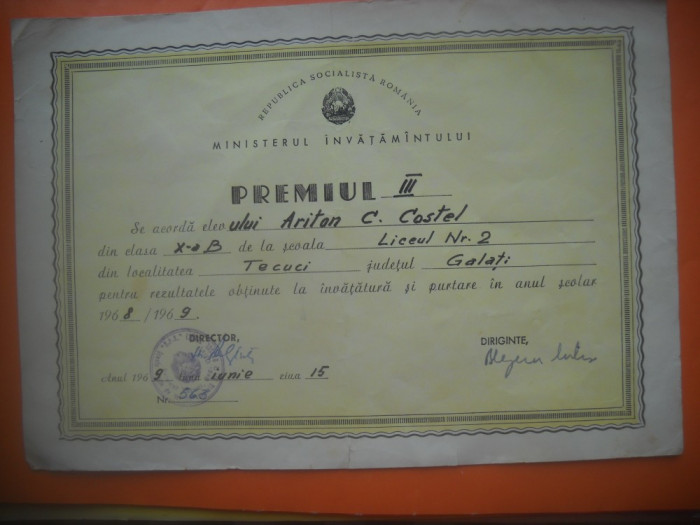 REPUBLICA SOCIALISTĂ ROMÂNIA
MINISTERUL ÎNVĂŢĂMÎNTULUI
PREMIUL III
Se acordă elevului Ariton C. Costel
din clasa X-a B de la școala Liceul Nr. 2
din localitatea Tecuci județul Galați
pentru rezultatele obținute la învățătură și purtare în anul școlar
1968/1969.
DIRECTOR, DIRIGINTE,
Anul 1969 luna iunie ziua 15
Nr. 563